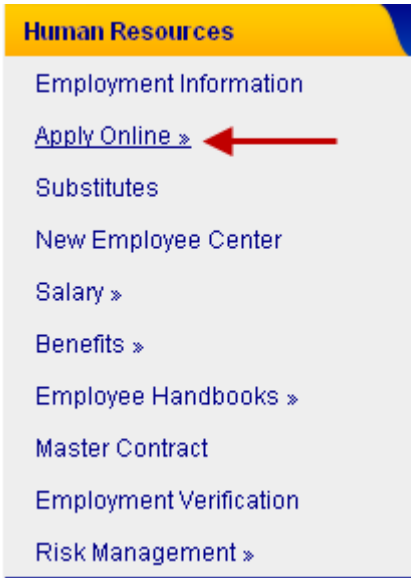 Human Resources
Employment Information
Apply Online »
Substitutes
New Employee Center
Salary »
Benefits »
Employee Handbooks »
Master Contract
Employment Verification
Risk Management »